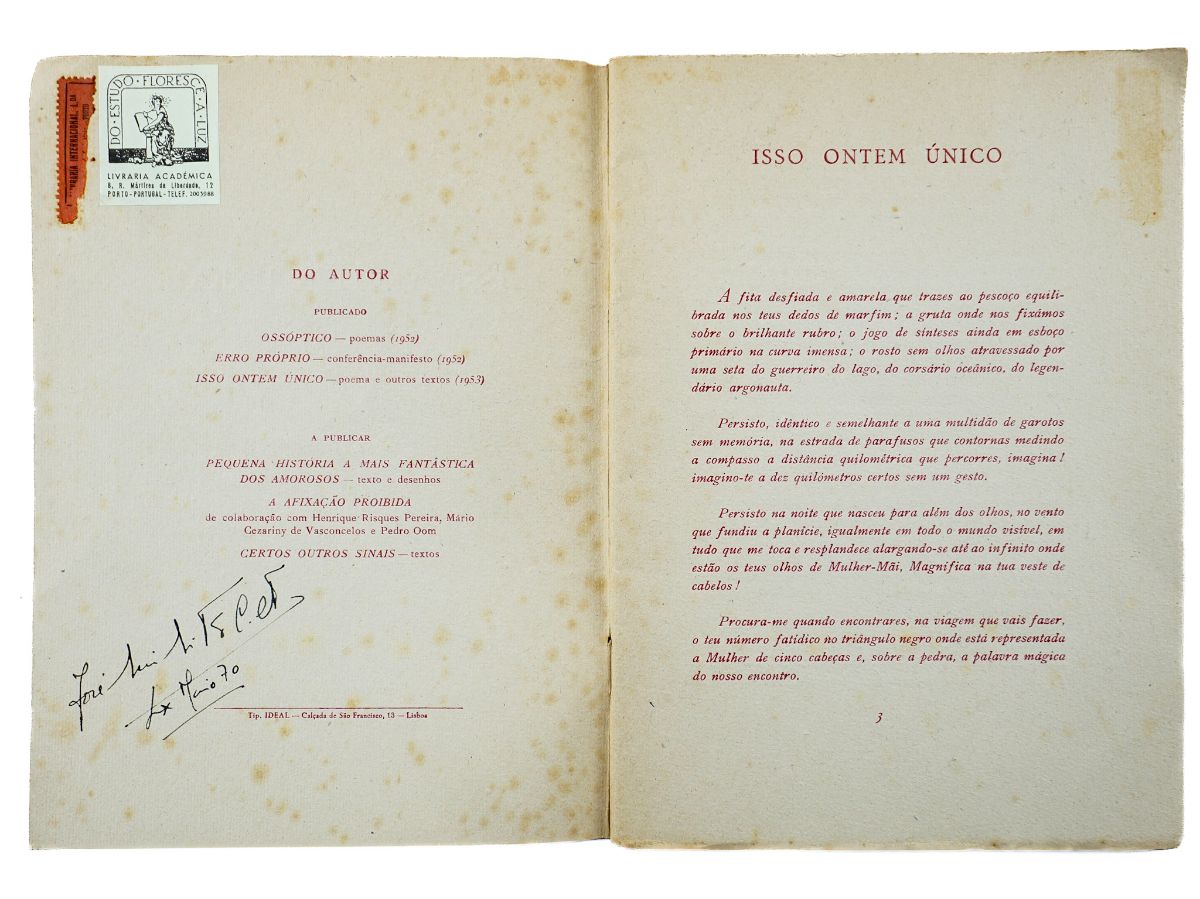 DO · ESTUDO · FLORESCE · A · LUZ
LIVRARIA ACADÉMICA
8, R. Mártires da Liberdade, 12
PORTO-PORTUGAL-TELEF. 2005988
INTERNACIONAL, L.DA
DO AUTOR
PUBLICADO
OSSÓPTICO — poemas (1952)
ERRO PRÓPRIO — conferência-manifesto (1952)
ISSO ONTEM ÚNICO — poema e outros textos (1953)
A PUBLICAR
PEQUENA HISTÓRIA A MAIS FANTÁSTICA
DOS AMOROSOS — texto e desenhos
A AFIXAÇÃO PROIBIDA
de colaboração com Henrique Risques Pereira, Mário
Cezariny de Vasconcelos e Pedro Oom
CERTOS OUTROS SINAIS — textos
José
Lx Maio 70
Tip. IDEAL — Calçada de São Francisco, 13 — Lisboa
ISSO ONTEM ÚNICO
A fita desfiada e amarela que trazes ao pescoço equili-
brada nos teus dedos de marfim; a gruta onde nos fixámos
sobre o brilhante rubro; o jogo de sínteses ainda em esboço
primário na curva imensa; o rosto sem olhos atravessado por
uma seta do guerreiro do lago, do corsário oceânico, do legen-
dário argonauta.
Persisto, idêntico e semelhante a uma multidão de garotos
sem memória, na estrada de parafusos que contornas medindo
a compasso a distância quilométrica que percorres, imagina!
imagino-te a dez quilómetros certos sem um gesto.
Persisto na noite que nasceu para além dos olhos, no vento
que fundiu a planície, igualmente em todo o mundo visível, em
tudo que me toca e resplandece alargando-se até ao infinito onde
estão os teus olhos de Mulher-Mãi, Magnífica na tua veste de
cabelos!
Procura-me quando encontrares, na viagem que vais fazer,
o teu número fatídico no triângulo negro onde está representada
a Mulher de cinco cabeças e, sobre a pedra, a palavra mágica
do nosso encontro.
3